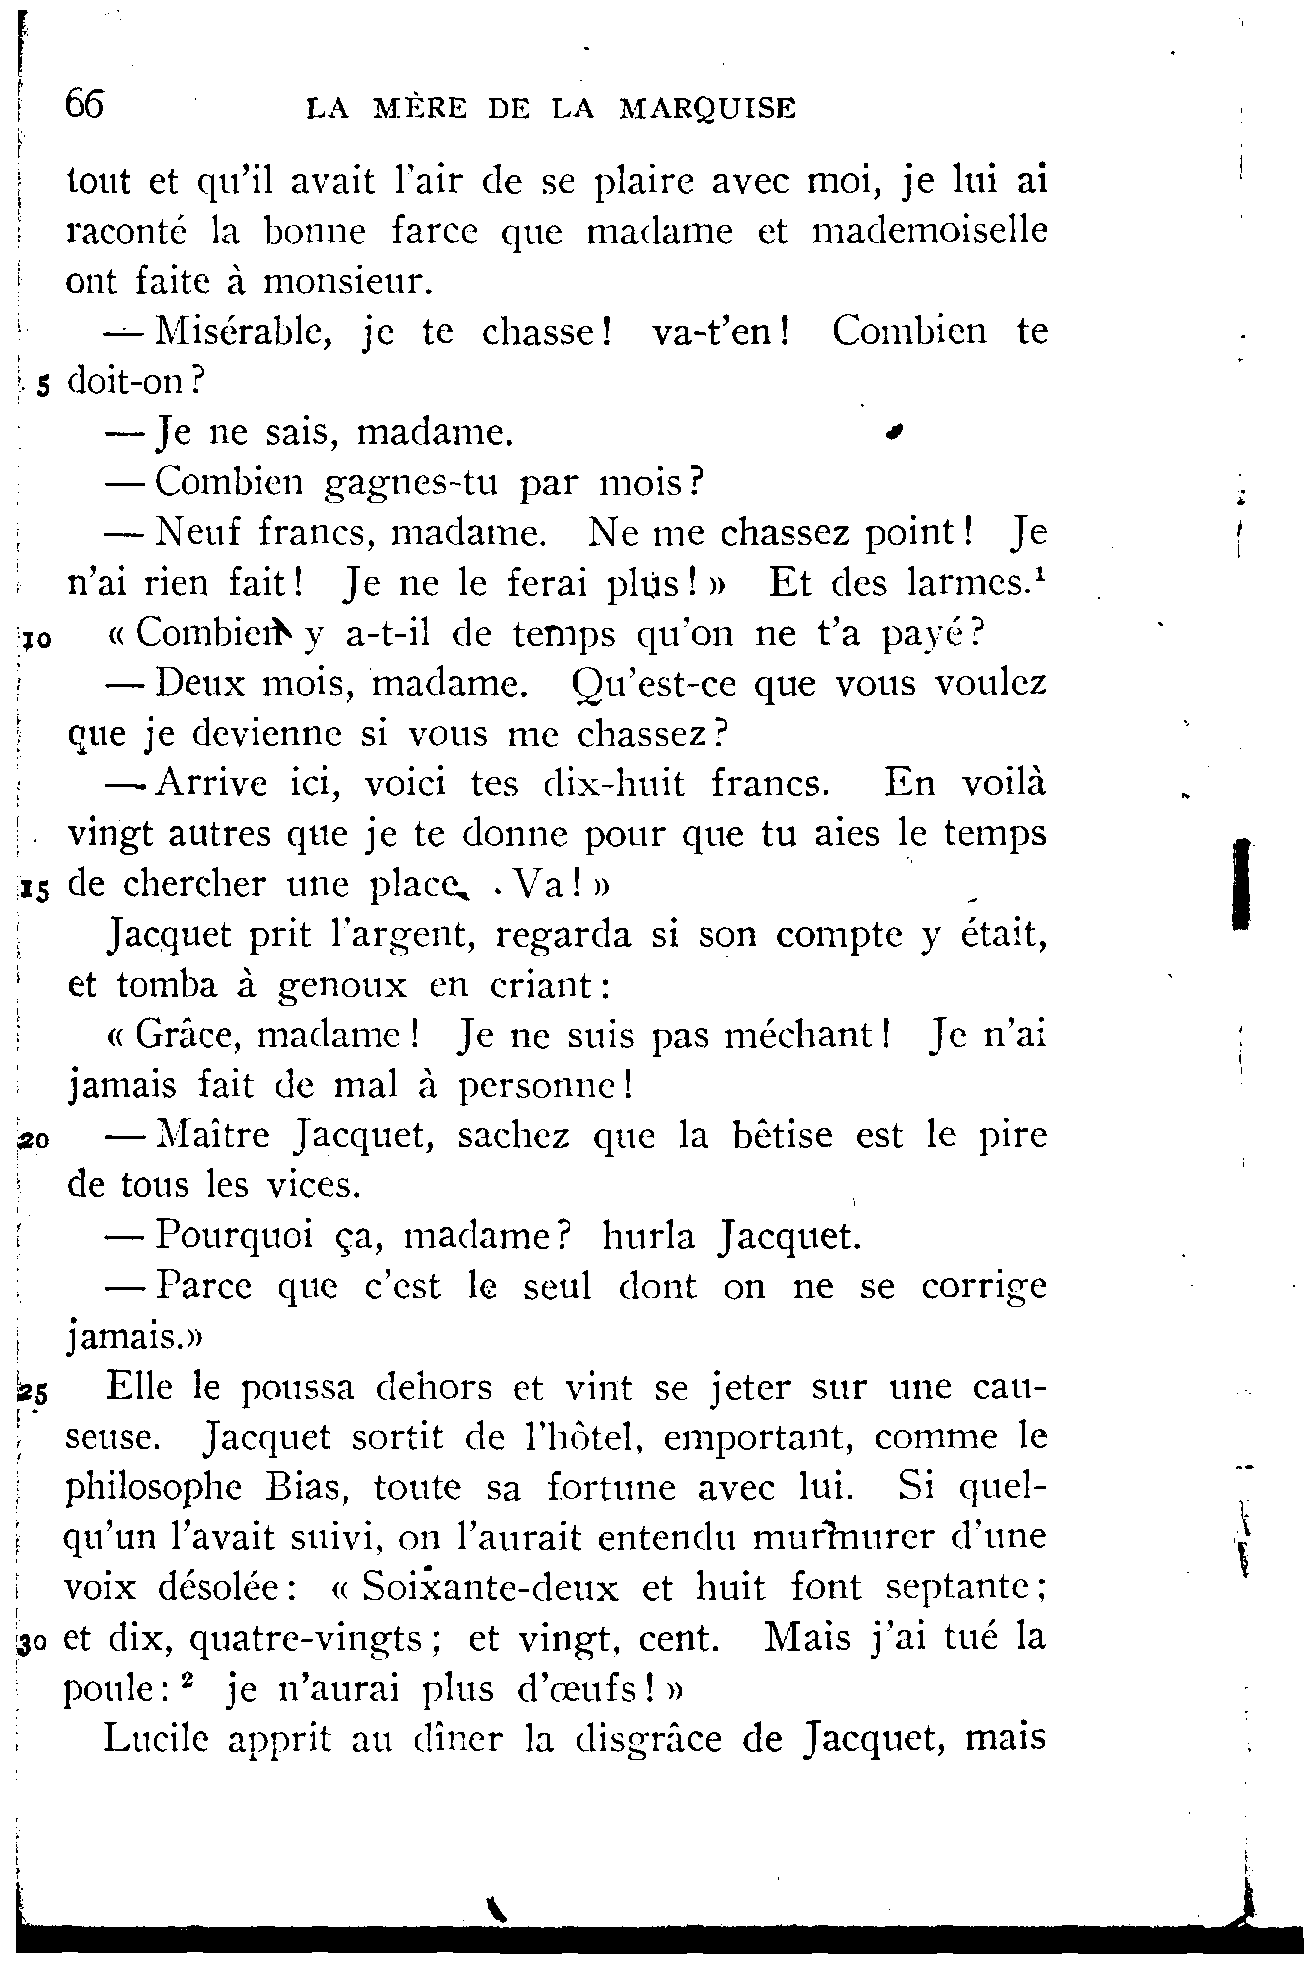 66 LA MÈRE DE LA MARQUISE
tout et qu'il avait l'air de se plaire avec moi, je lui ai
raconté la bonne farce que madame et mademoiselle
ont faite à monsieur.
— Misérable, je te chasse! va-t'en! Combien te
5 doit-on?
— Je ne sais, madame.
— Combien gagnes-tu par mois?
— Neuf francs, madame. Ne me chassez point! Je
n'ai rien fait! Je ne le ferai plus! » Et des larmes.¹
10 « Combien y a-t-il de temps qu'on ne t'a payé?
— Deux mois, madame. Qu'est-ce que vous voulez
que je devienne si vous me chassez?
— Arrive ici, voici tes dix-huit francs. En voilà
vingt autres que je te donne pour que tu aies le temps
15 de chercher une place. Va! »
Jacquet prit l'argent, regarda si son compte y était,
et tomba à genoux en criant:
« Grâce, madame! Je ne suis pas méchant! Je n'ai
jamais fait de mal à personne!
20 — Maître Jacquet, sachez que la bêtise est le pire
de tous les vices.
— Pourquoi ça, madame? hurla Jacquet.
— Parce que c'est le seul dont on ne se corrige
jamais.»
25 Elle le poussa dehors et vint se jeter sur une cau-
seuse. Jacquet sortit de l'hôtel, emportant, comme le
philosophe Bias, toute sa fortune avec lui. Si quel-
qu'un l'avait suivi, on l'aurait entendu murmurer d'une
voix désolée: « Soixante-deux et huit font septante;
30 et dix, quatre-vingts; et vingt, cent. Mais j'ai tué la
poule: ² je n'aurai plus d'œufs! »
Lucile apprit au dîner la disgrâce de Jacquet, mais